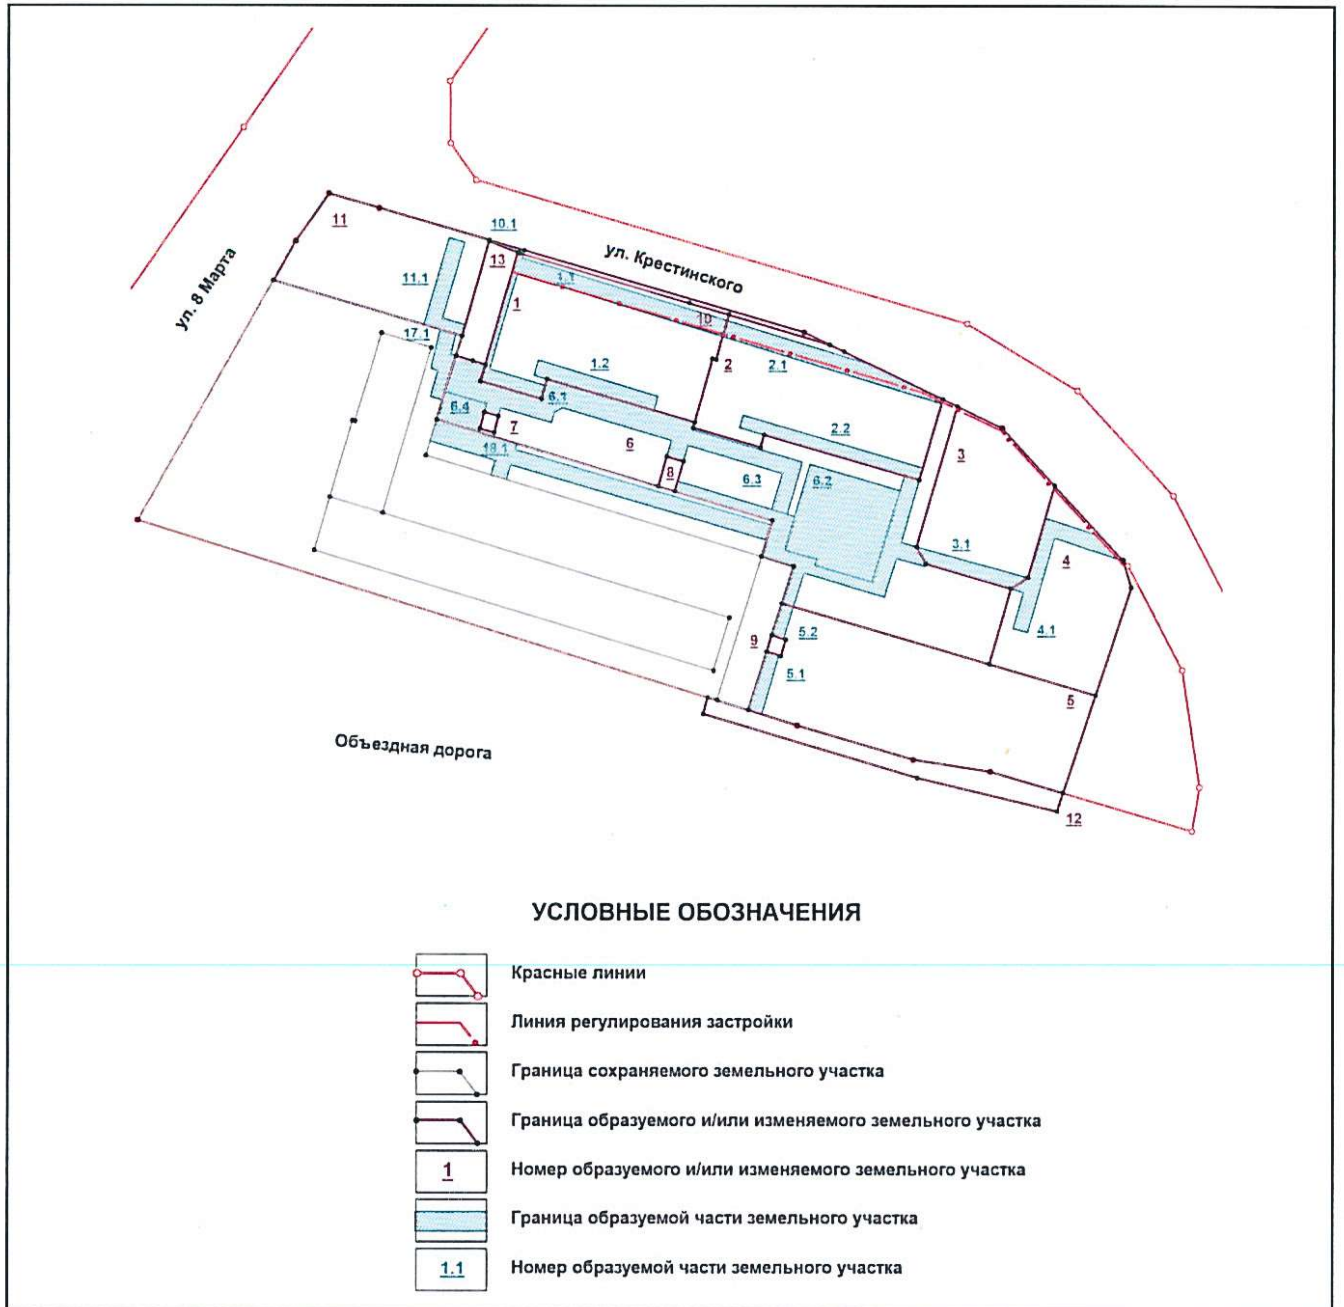 11
10.1
ул. Крестинского
13
11.1
1.1
ул. 8 Марта
1
10
17.1
2
2.1
1.2
6.1
6.4
7
2.2
3
6
18.1
8
6.3
6.2
3.1
4
4.1
9
5.2
5.1
5
Объездная дорога
12
УСЛОВНЫЕ ОБОЗНАЧЕНИЯ
Красные линии
Линия регулирования застройки
Граница сохраняемого земельного участка
Граница образуемого и/или изменяемого земельного участка
1 Номер образуемого и/или изменяемого земельного участка
Граница образуемой части земельного участка
1.1 Номер образуемой части земельного участка